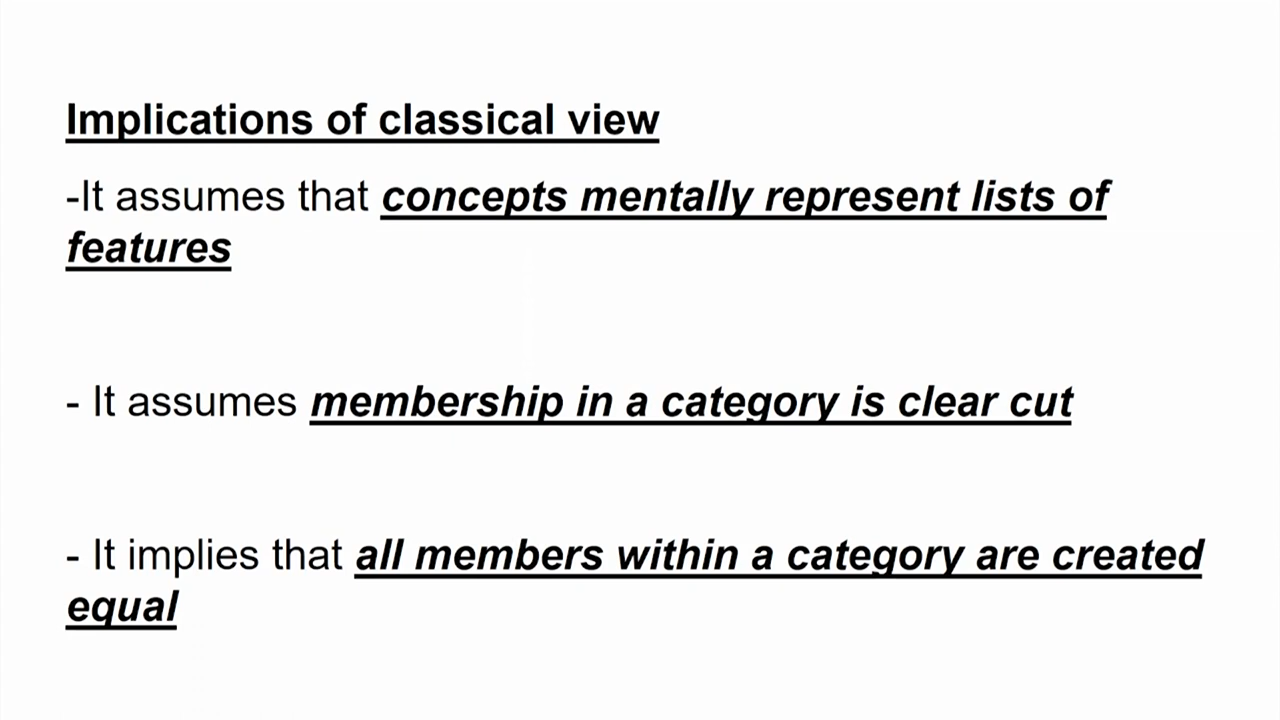 Implications of classical view
-It assumes that concepts mentally represent lists of
features
- It assumes membership in a category is clear cut
- It implies that all members within a category are created
equal